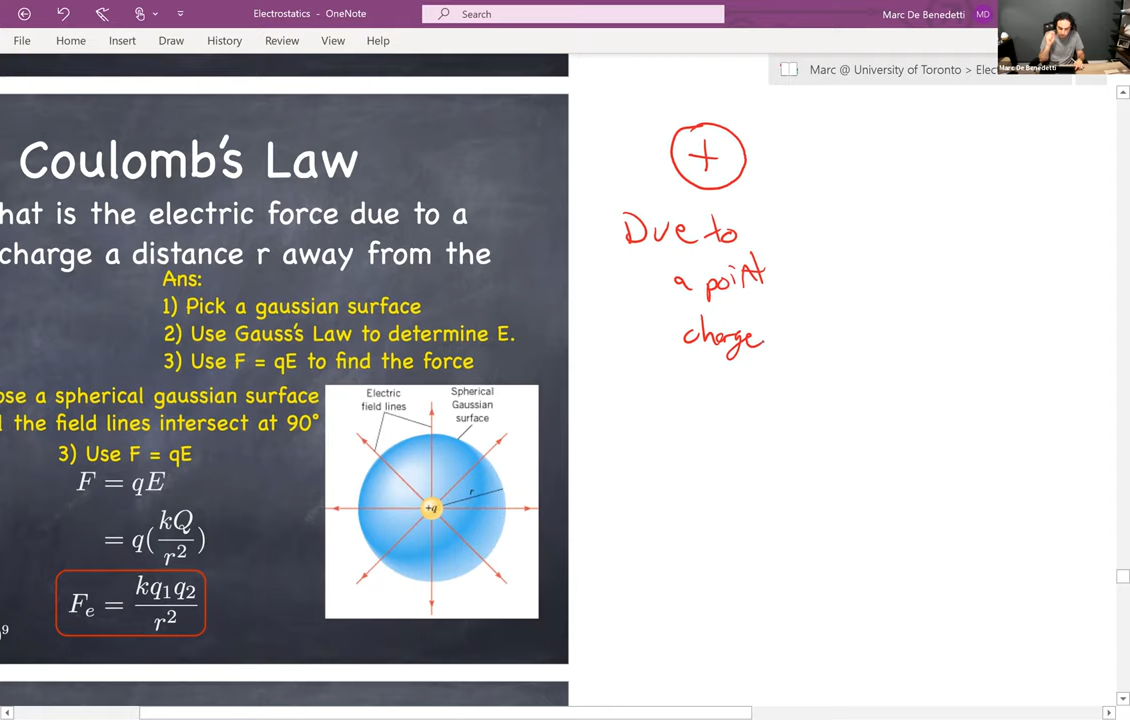 Electrostatics - OneNote
Search
Marc De Benedetti
MD
File
Home
Insert
Draw
History
Review
View
Help
Marc De Benedetti
Marc @ University of Toronto > Elec
Coulomb's Law
hat is the electric force due to a
charge a distance r away from the
Ans:
1) Pick a gaussian surface
2) Use Gauss's Law to determine E.
3) Use F = qE to find the force
ose a spherical gaussian surface
d the field lines intersect at 90°
3) Use F = qE
F = qE
= q(kQ/r²)
Fe = kq₁q₂/r²
9
Electric
field lines
Spherical
Gaussian
surface
r
+q
+
Due to
a point
charge